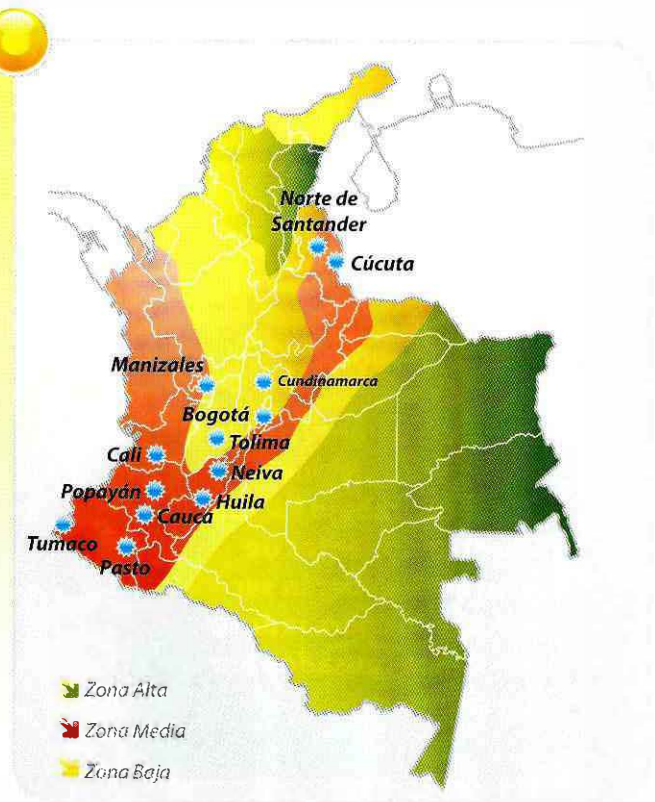 Norte de
Santander
Cúcuta
Manizales
Cundinamarca
Bogotá
Tolima
Cali
Neiva
Popayán
Huila
Cauca
Tumaco
Pasto
Zona Alta
Zona Media
Zona Baja